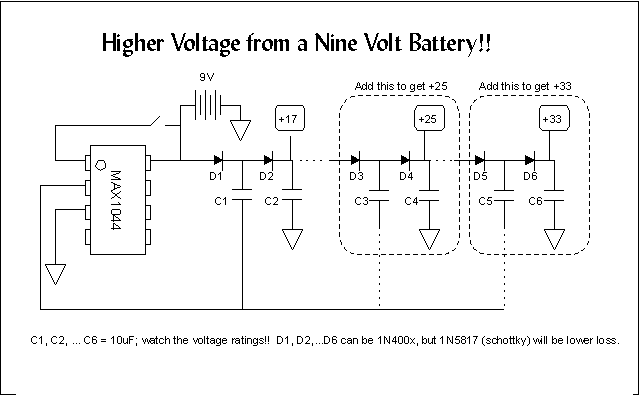 Higher Voltage from a Nine Volt Battery!!
9V
Add this to get +25
Add this to get +33
+17
+25
+33
MAX1044
D1
D2
D3
D4
D5
D6
C1
C2
C3
C4
C5
C6
C1, C2, ... C6 = 10uF; watch the voltage ratings!! D1, D2,...D6 can be 1N400x, but 1N5817 (schottky) will be lower loss.